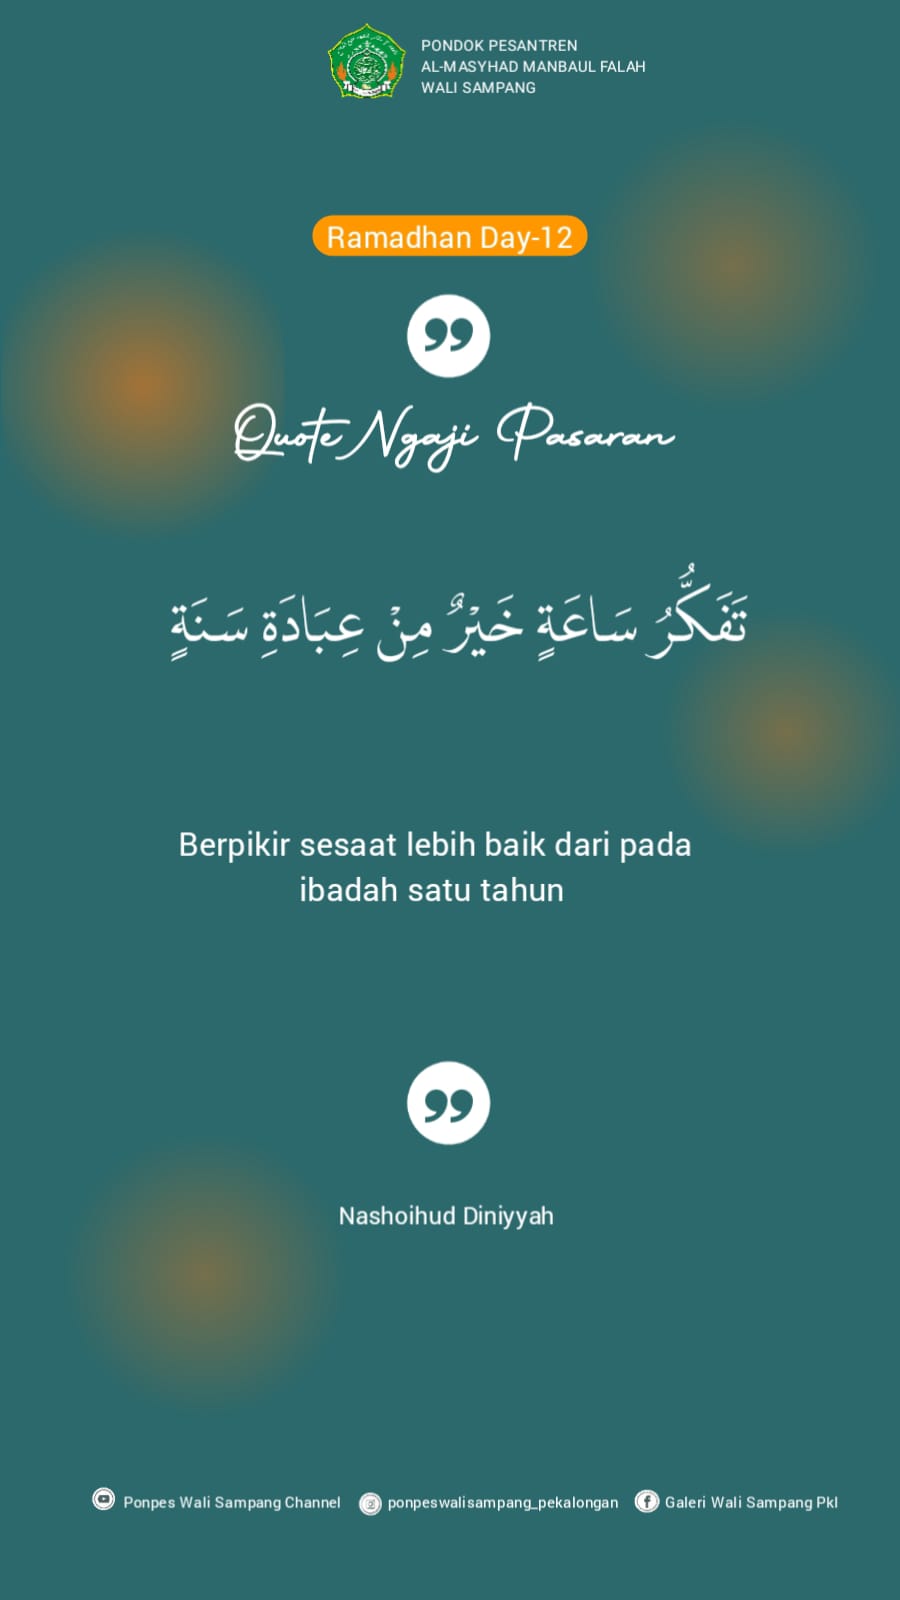 PONDOK PESANTREN
AL-MASYHAD MANBAUL FALAH
WALI SAMPANG
Ramadhan Day-12
Quote Ngaji Pasaran
تَفَكُّرُ سَاعَةٍ خَيْرٌ مِنْ عِبَادَةِ سَنَةٍ
Berpikir sesaat lebih baik dari pada
ibadah satu tahun
Nashoihud Diniyyah
Ponpes Wali Sampang Channel
ponpeswalisampang_pekalongan
Galeri Wali Sampang Pkl